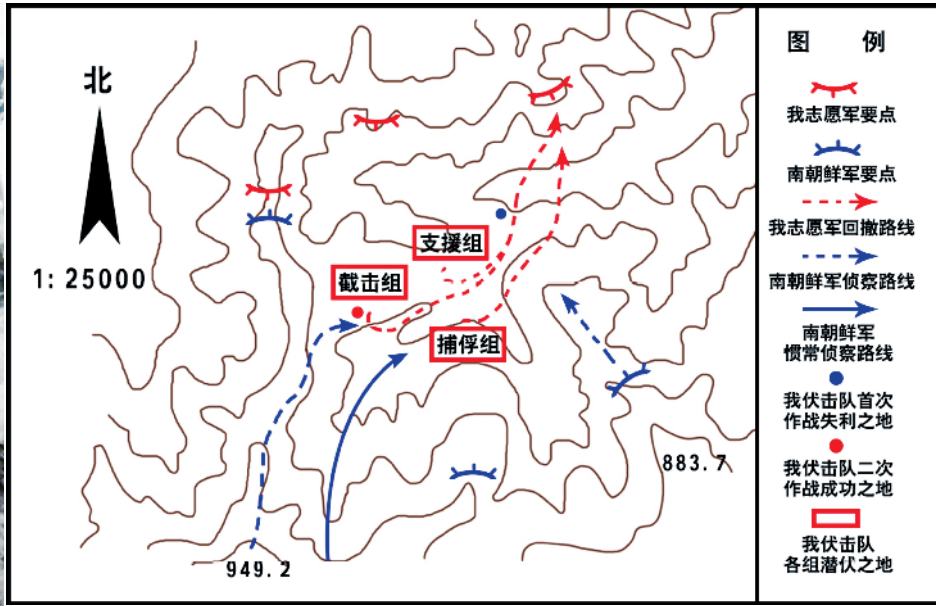 北
1: 25000
支援组
截击组
捕俘组
883.7
949.2
图 例
我志愿军要点
南朝鲜军要点
我志愿军回撤路线
南朝鲜军侦察路线
南朝鲜军
惯常侦察路线
我伏击队首次
作战失利之地
我伏击队二次
作战成功之地
我伏击队
各组潜伏之地